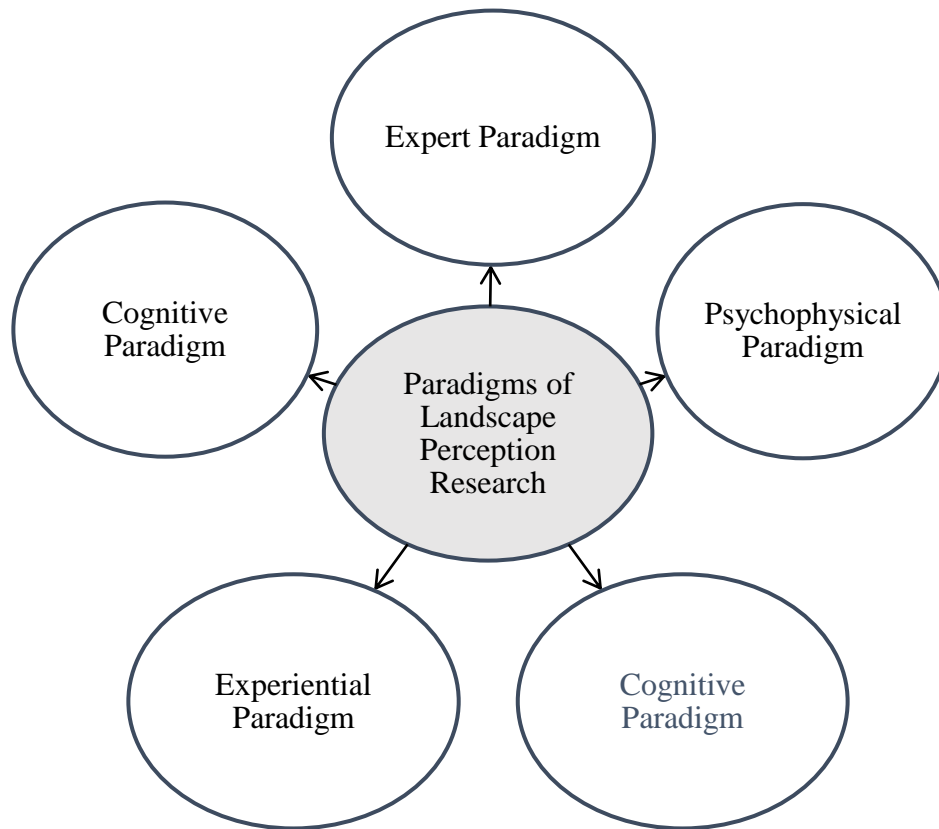 Expert Paradigm
Cognitive
Paradigm
Psychophysical
Paradigm
Paradigms of
Landscape
Perception
Research
Experiential
Paradigm
Cognitive
Paradigm